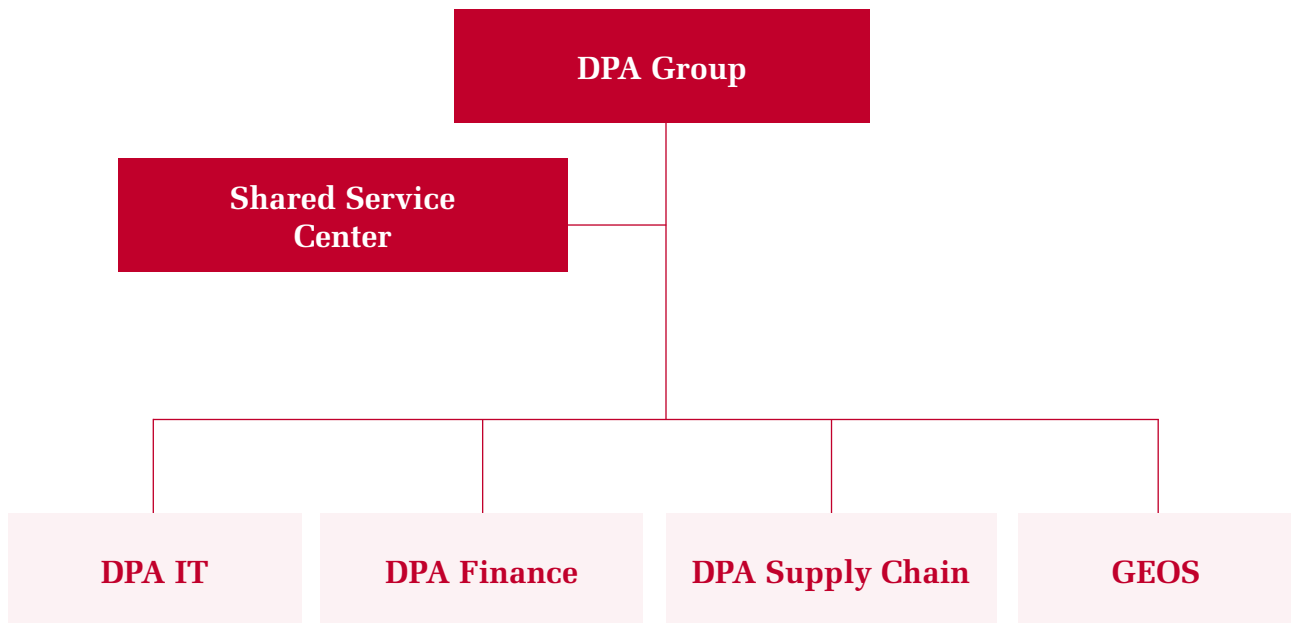 DPA Group
Shared Service
Center
DPA IT
DPA Finance
DPA Supply Chain
GEOS